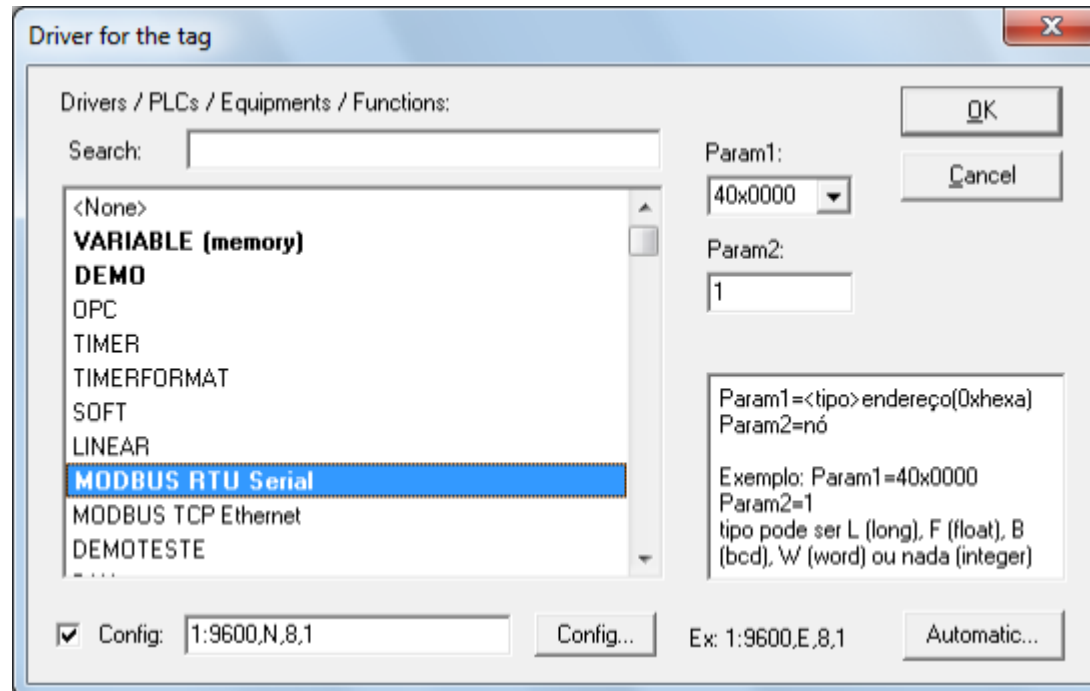 Driver for the tag
Drivers / PLCs / Equipments / Functions:
OK
Search:
Param1:
Cancel
<None>
40x0000
VARIABLE (memory)
DEMO
Param2:
OPC
1
TIMER
TIMERFORMAT
SOFT
LINEAR
MODBUS RTU Serial
MODBUS TCP Ethernet
DEMOTESTE
Param1=<tipo>endereço(0xhexa)
Param2=nó
Exemplo: Param1=40x0000
Param2=1
tipo pode ser L (long), F (float), B
(bcd), W (word) ou nada (integer)
Config:
1:9600,N,8,1
Config...
Ex: 1:9600,E,8,1
Automatic...